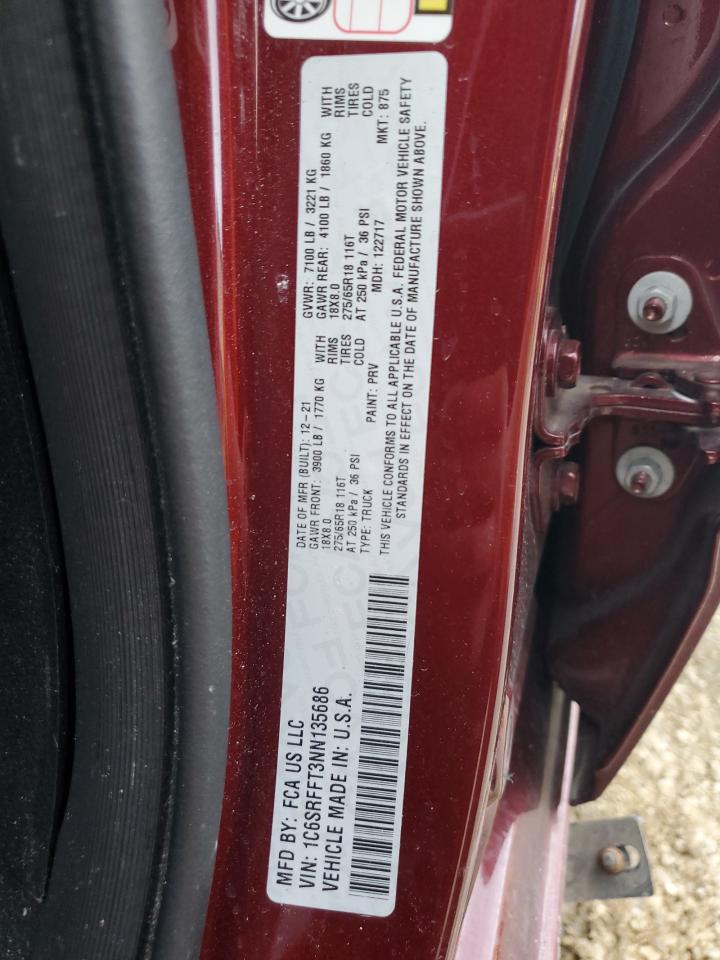 MFD BY: FCA US LLC
VIN: 1C6SRFFT3NN135686
VEHICLE MADE IN: U.S.A.
DATE OF MFR (BUILT): 12-21
GAWR FRONT: 3900 LB / 1770 KG WITH
18X8.0 RIMS
275/65R18 116T TIRES
AT 250 kPa / 36 PSI COLD
GVWR: 7100 LB / 3221 KG
GAWR REAR: 4100 LB / 1860 KG WITH
18X8.0 RIMS
275/65R18 116T TIRES
AT 250 kPa / 36 PSI COLD
TYPE: TRUCK PAINT: PRV MDH: 122717 MKT: 875
THIS VEHICLE CONFORMS TO ALL APPLICABLE U.S.A. FEDERAL MOTOR VEHICLE SAFETY
STANDARDS IN EFFECT ON THE DATE OF MANUFACTURE SHOWN ABOVE.